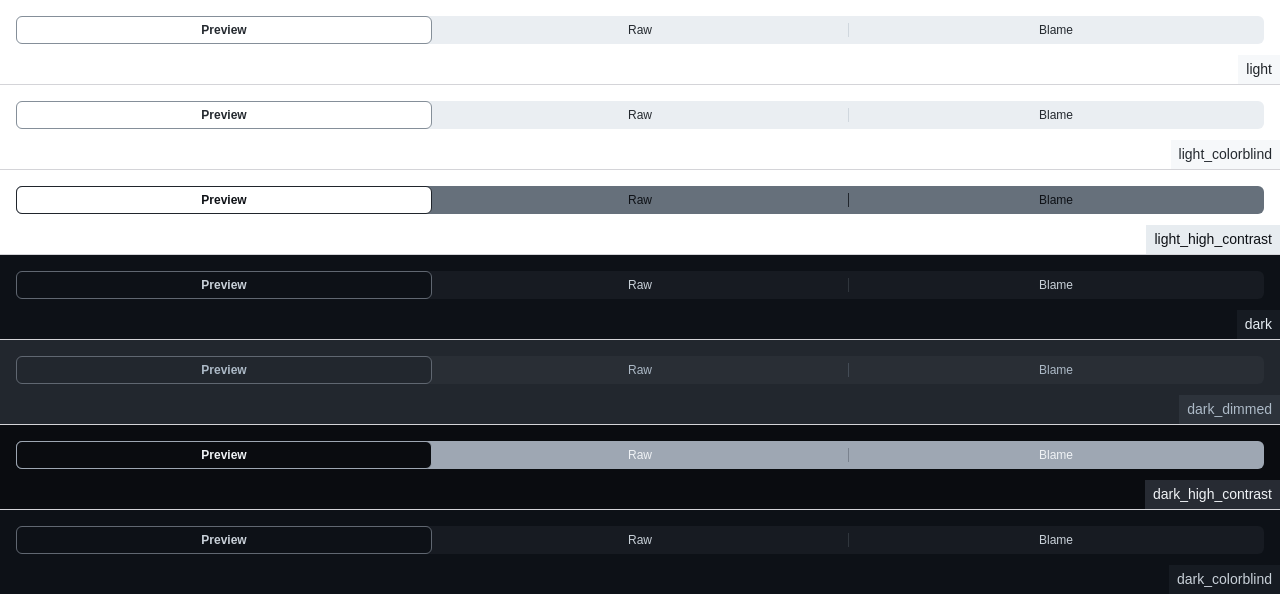 Preview Raw Blame
light
Preview Raw Blame
light_colorblind
Preview Raw Blame
light_high_contrast
Preview Raw Blame
dark
Preview Raw Blame
dark_dimmed
Preview Raw Blame
dark_high_contrast
Preview Raw Blame
dark_colorblind